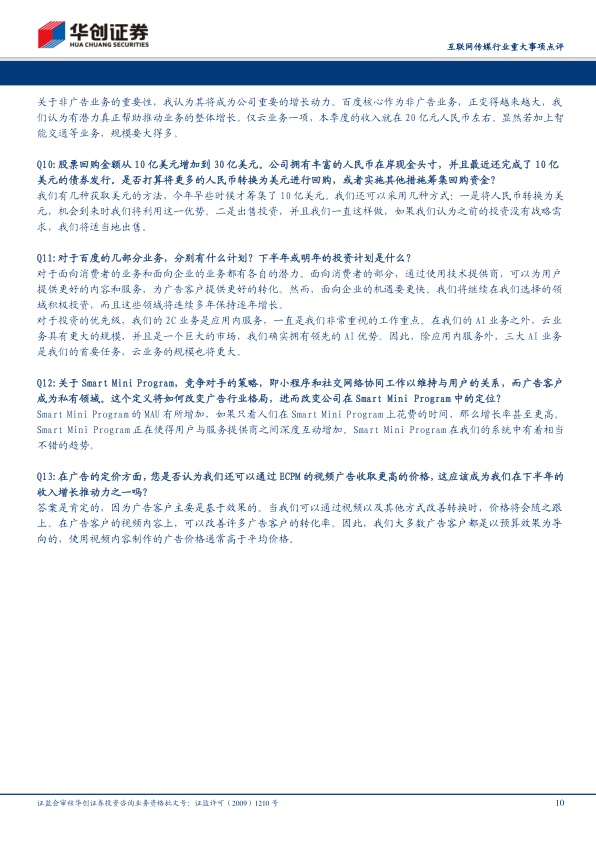 华创证券
HUA CHUANG SECURITIES
互联网传媒行业重大事项点评
关于非广告业务的重要性，我认为其将成为公司重要的增长动力。百度核心作为非广告业务，正变得越来越大，我
们认为有潜力真正帮助推动业务的整体增长。仅云业务一项，本季度的收入就在 20 亿元人民币左右。显然若加上智
能交通等业务，规模要大得多。
Q10: 股票回购金额从 10 亿美元增加到 30 亿美元。公司拥有丰富的人民币在岸现金头寸，并且最近还完成了 10 亿
美元的债券发行。是否打算将更多的人民币转换为美元进行回购，或者实施其他措施筹集回购资金？
我们有几种获取美元的方法，今年早些时候才筹集了 10 亿美元。我们还可以采用几种方式：一是将人民币转换为美
元，机会到来时我们将利用这一优势。二是出售投资，并且我们一直这样做，如果我们认为之前的投资没有战略需
求，我们将适当地出售。
Q11: 对于百度的几部分业务，分别有什么计划？下半年或明年的投资计划是什么？
对于面向消费者的业务和面向企业的业务都有各自的潜力。面向消费者的部分，通过使用技术提供商，可以为用户
提供更好的内容和服务，为广告客户提供更好的转化。然而，面向企业的机遇要更快。我们将继续在我们选择的领
域积极投资，而且这些领域将连续多年保持逐年增长。
对于投资的优先级，我们的 2C 业务是应用内服务，一直是我们非常重视的工作重点。在我们的 AI 业务之外，云业
务具有更大的规模，并且是一个巨大的市场，我们确实拥有领先的 AI 优势。因此，除应用内服务外，三大 AI 业务
是我们的首要任务，云业务的规模也将更大。
Q12: 关于 Smart Mini Program，竞争对手的策略，即小程序和社交网络协同工作以维持与用户的关系，而广告客户
成为私有领域。这个定义将如何改变广告行业格局，进而改变公司在 Smart Mini Program 中的定位？
Smart Mini Program 的 MAU 有所增加，如果只看人们在 Smart Mini Program 上花费的时间，那么增长率甚至更高。
Smart Mini Program 正在使得用户与服务提供商之间深度互动增加。Smart Mini Program 在我们的系统中有着相当
不错的趋势。
Q13: 在广告的定价方面，您是否认为我们还可以通过 ECPM 的视频广告收取更高的价格，这应该成为我们在下半年的
收入增长推动力之一吗？
答案是肯定的，因为广告客户主要是基于效果的。当我们可以通过视频以及其他方式改善转换时，价格将会随之跟
上。在广告客户的视频内容上，可以改善许多广告客户的转化率。因此，我们大多数广告客户都是以预算效果为导
向的，使用视频内容制作的广告价格通常高于平均价格。
证监会审核华创证券投资咨询业务资格批文号：证监许可（2009）1210 号
10